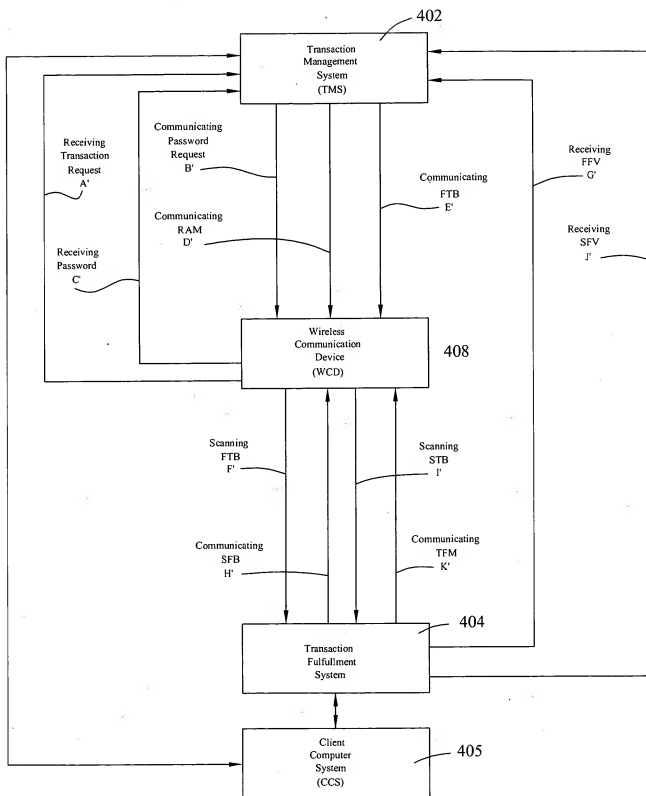 402
Transaction
Management
System
(TMS)
Receiving
Transaction
Request
A'
Communicating
Password
Request
B'
Communicating
RAM
D'
Communicating
FTB
E'
Receiving
FFV
G'
Receiving
SFV
J'
Receiving
Password
C'
Wireless
Communication
Device
(WCD)
408
Scanning
FTB
F'
Scanning
STB
I'
Communicating
SFB
H'
Communicating
TFM
K'
404
Transaction
Fulfullment
System
Client
Computer
System
(CCS)
405